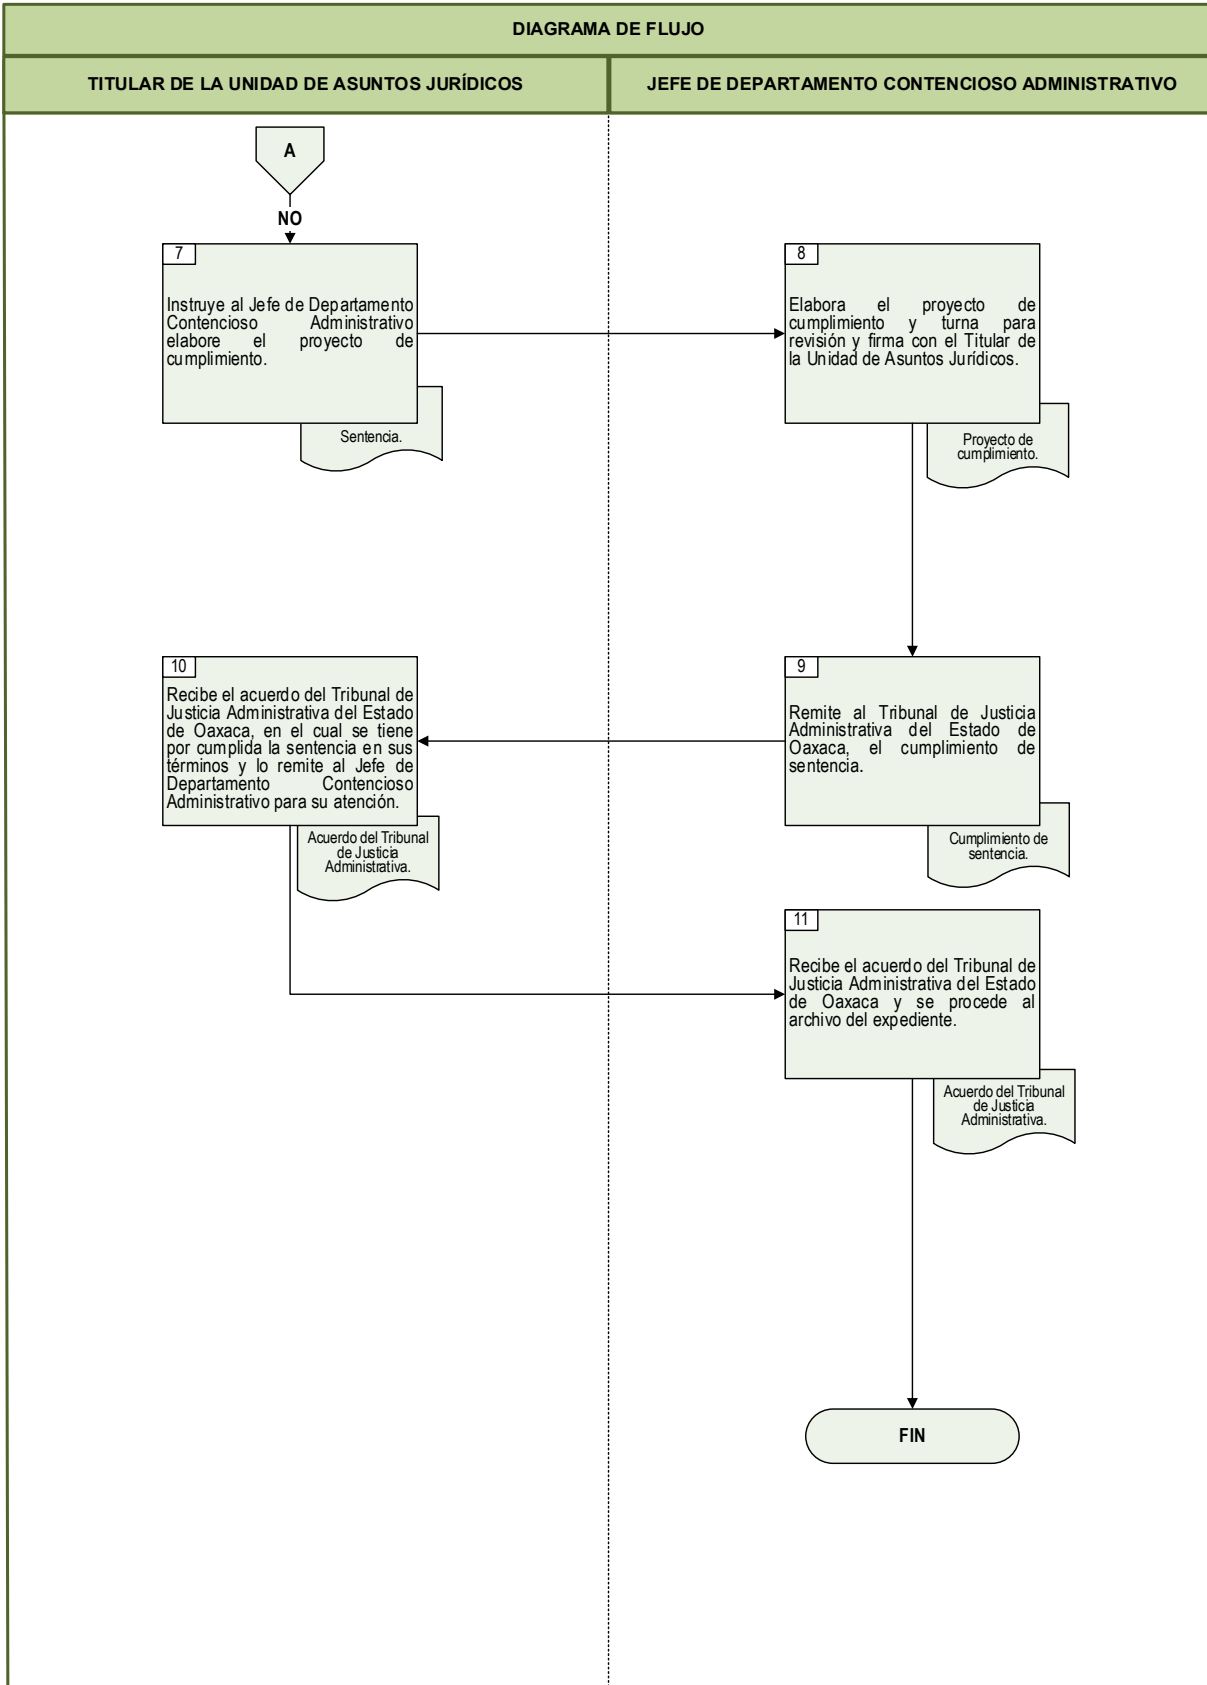 DIAGRAMA DE FLUJO
TITULAR DE LA UNIDAD DE ASUNTOS JURÍDICOS
JEFE DE DEPARTAMENTO CONTENCIOSO ADMINISTRATIVO
A
NO
7
Instruye al Jefe de Departamento
Contencioso Administrativo
elabore el proyecto de
cumplimiento.
Sentencia.
8
Elabora el proyecto de
cumplimiento y turna para
revisión y firma con el Titular de
la Unidad de Asuntos Jurídicos.
Proyecto de
cumplimiento.
9
Remite al Tribunal de Justicia
Administrativa del Estado de
Oaxaca, el cumplimiento de
sentencia.
Cumplimiento de
sentencia.
10
Recibe el acuerdo del Tribunal de
Justicia Administrativa del Estado
de Oaxaca, en el cual se tiene
por cumplida la sentencia en sus
términos y lo remite al Jefe de
Departamento Contencioso
Administrativo para su atención.
Acuerdo del Tribunal
de Justicia
Administrativa.
11
Recibe el acuerdo del Tribunal de
Justicia Administrativa del Estado
de Oaxaca y se procede al
archivo del expediente.
Acuerdo del Tribunal
de Justicia
Administrativa.
FIN